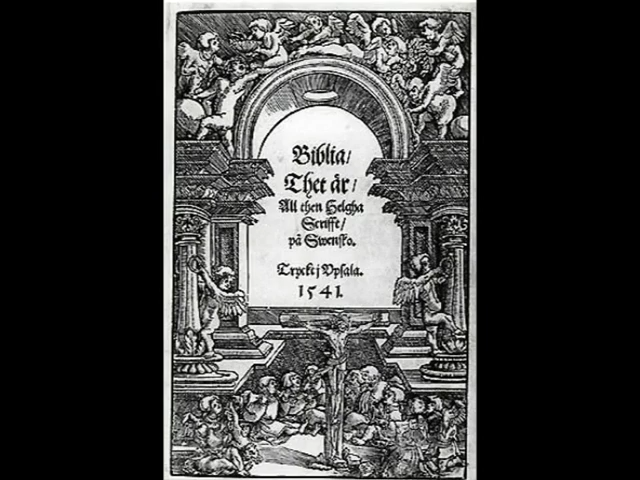 Biblia/
Thet är/
All then Helgha
Scrifft/
på Swensko.
Tryckt j Vpsala.
1541.